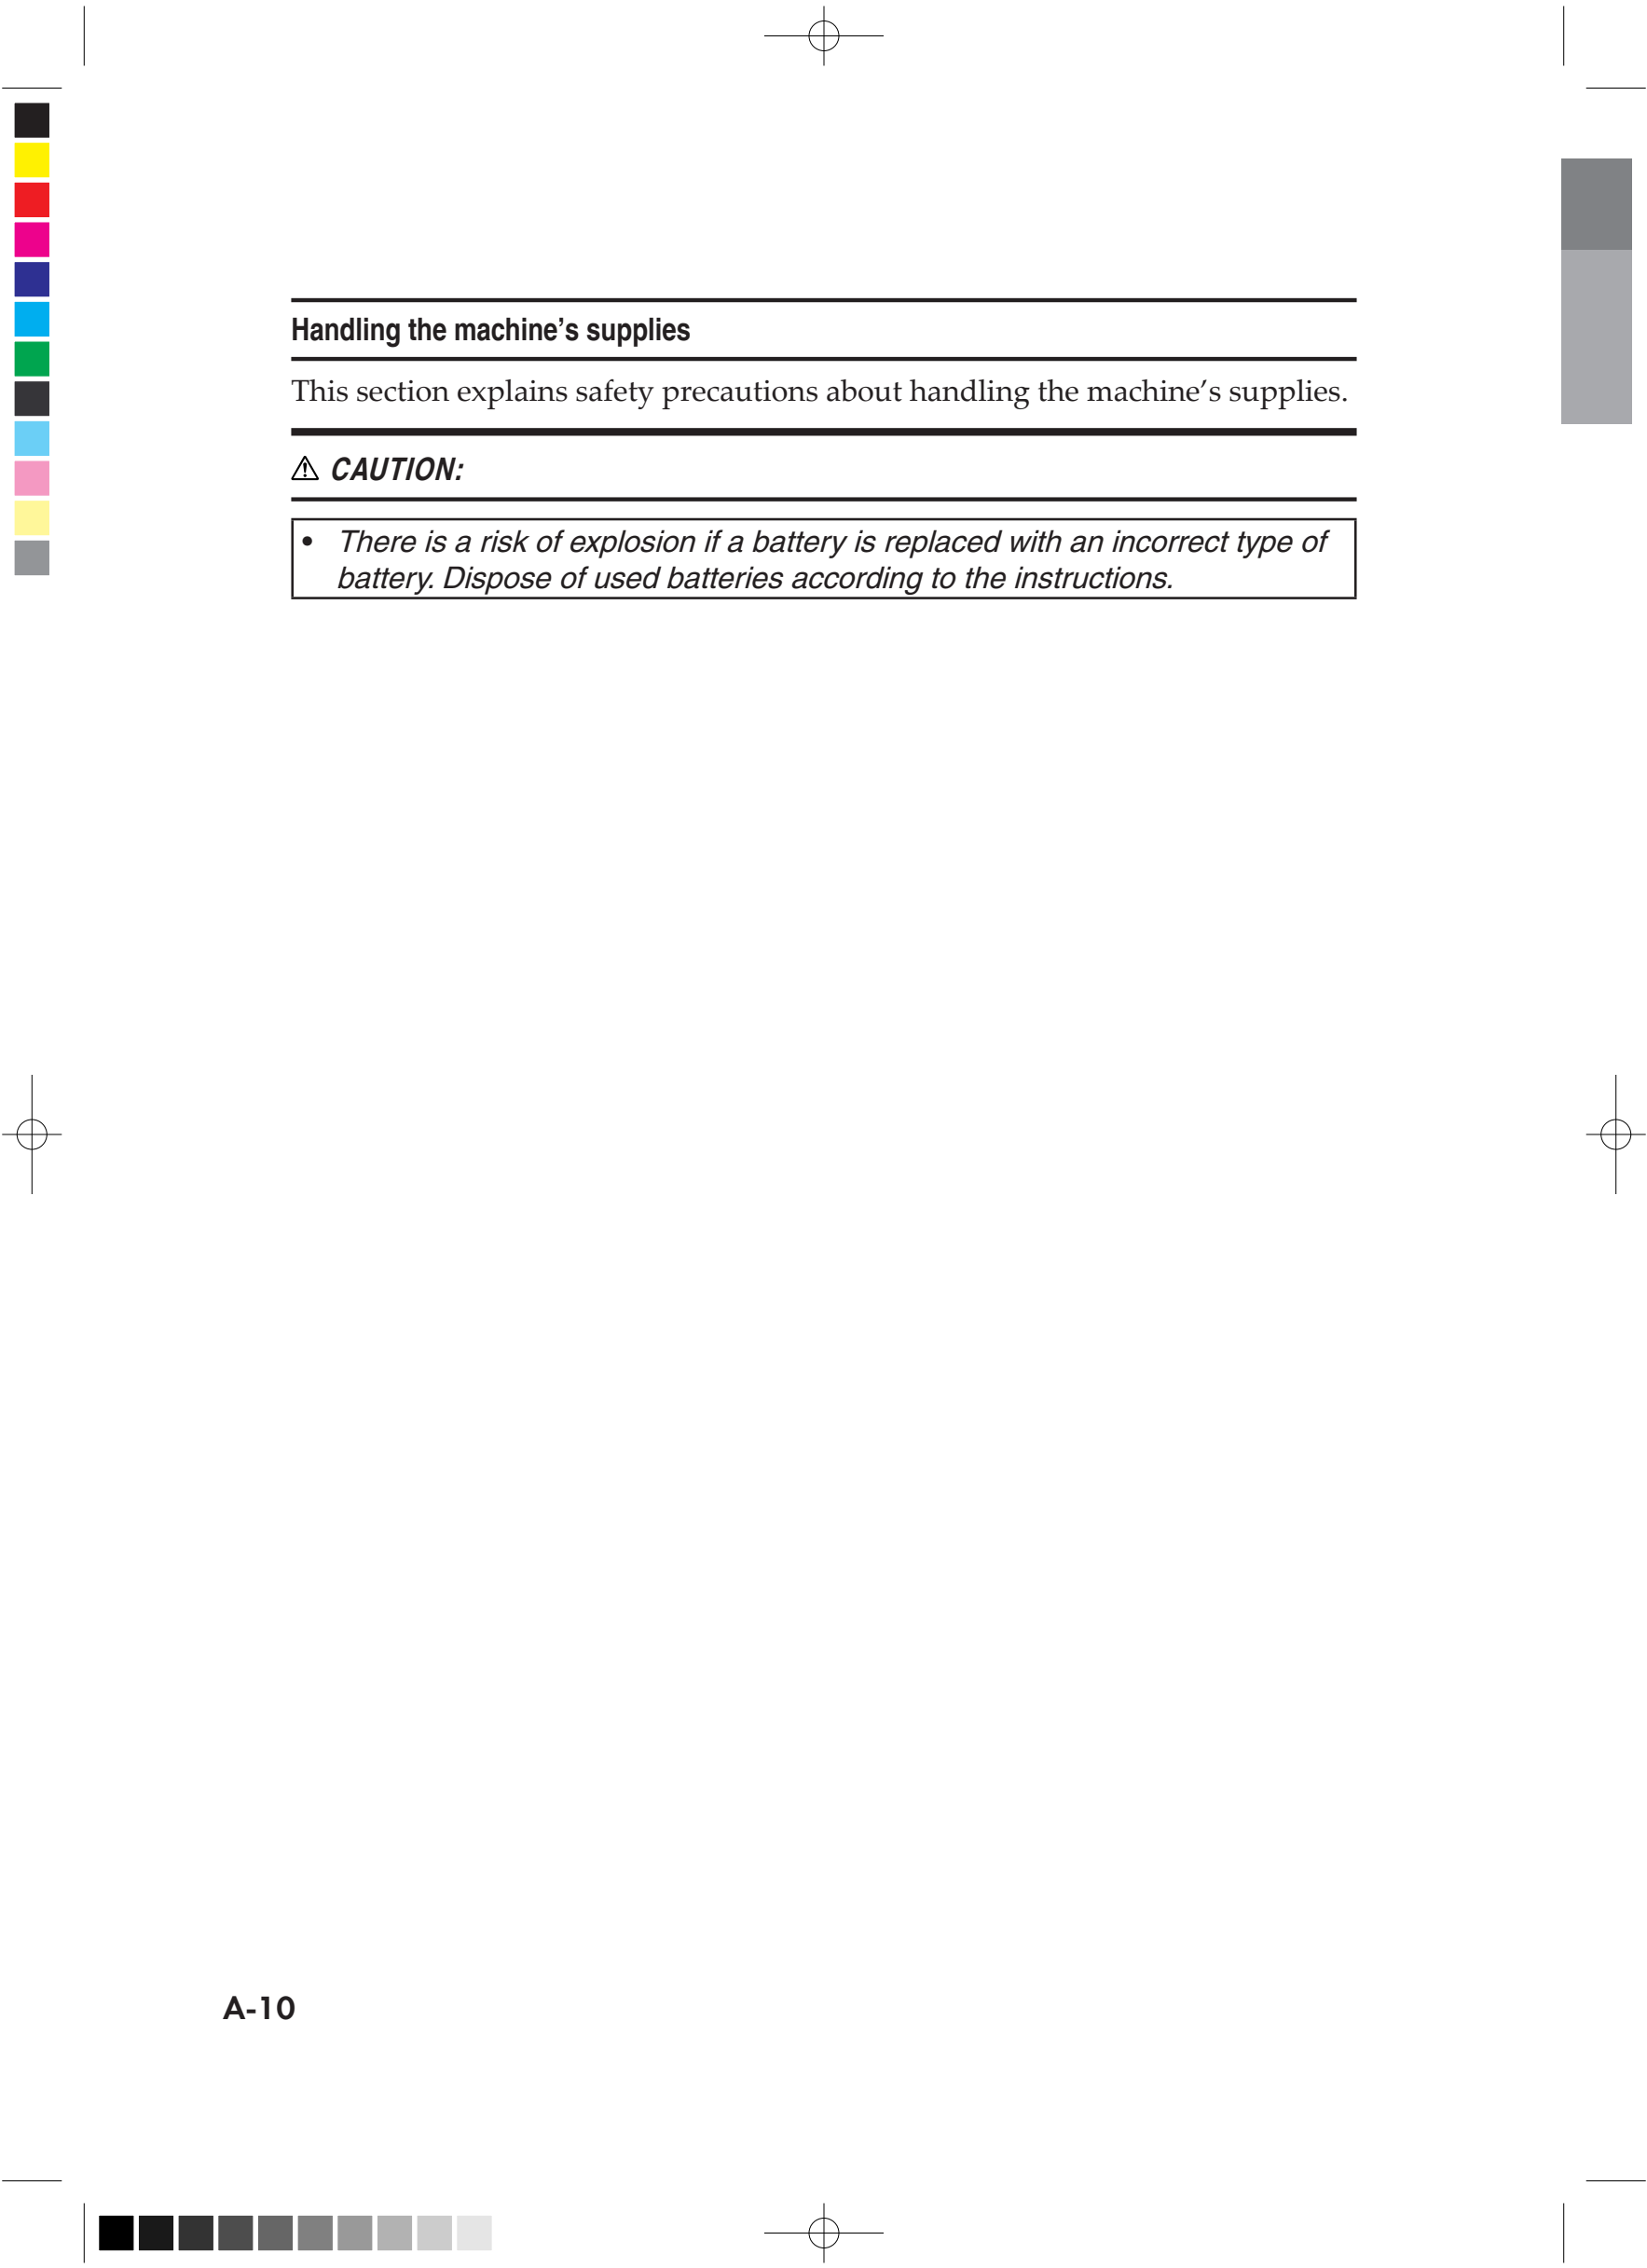 Handling the machine’s supplies
This section explains safety precautions about handling the machine’s supplies.
⚠ CAUTION:
• There is a risk of explosion if a battery is replaced with an incorrect type of
battery. Dispose of used batteries according to the instructions.
A-10